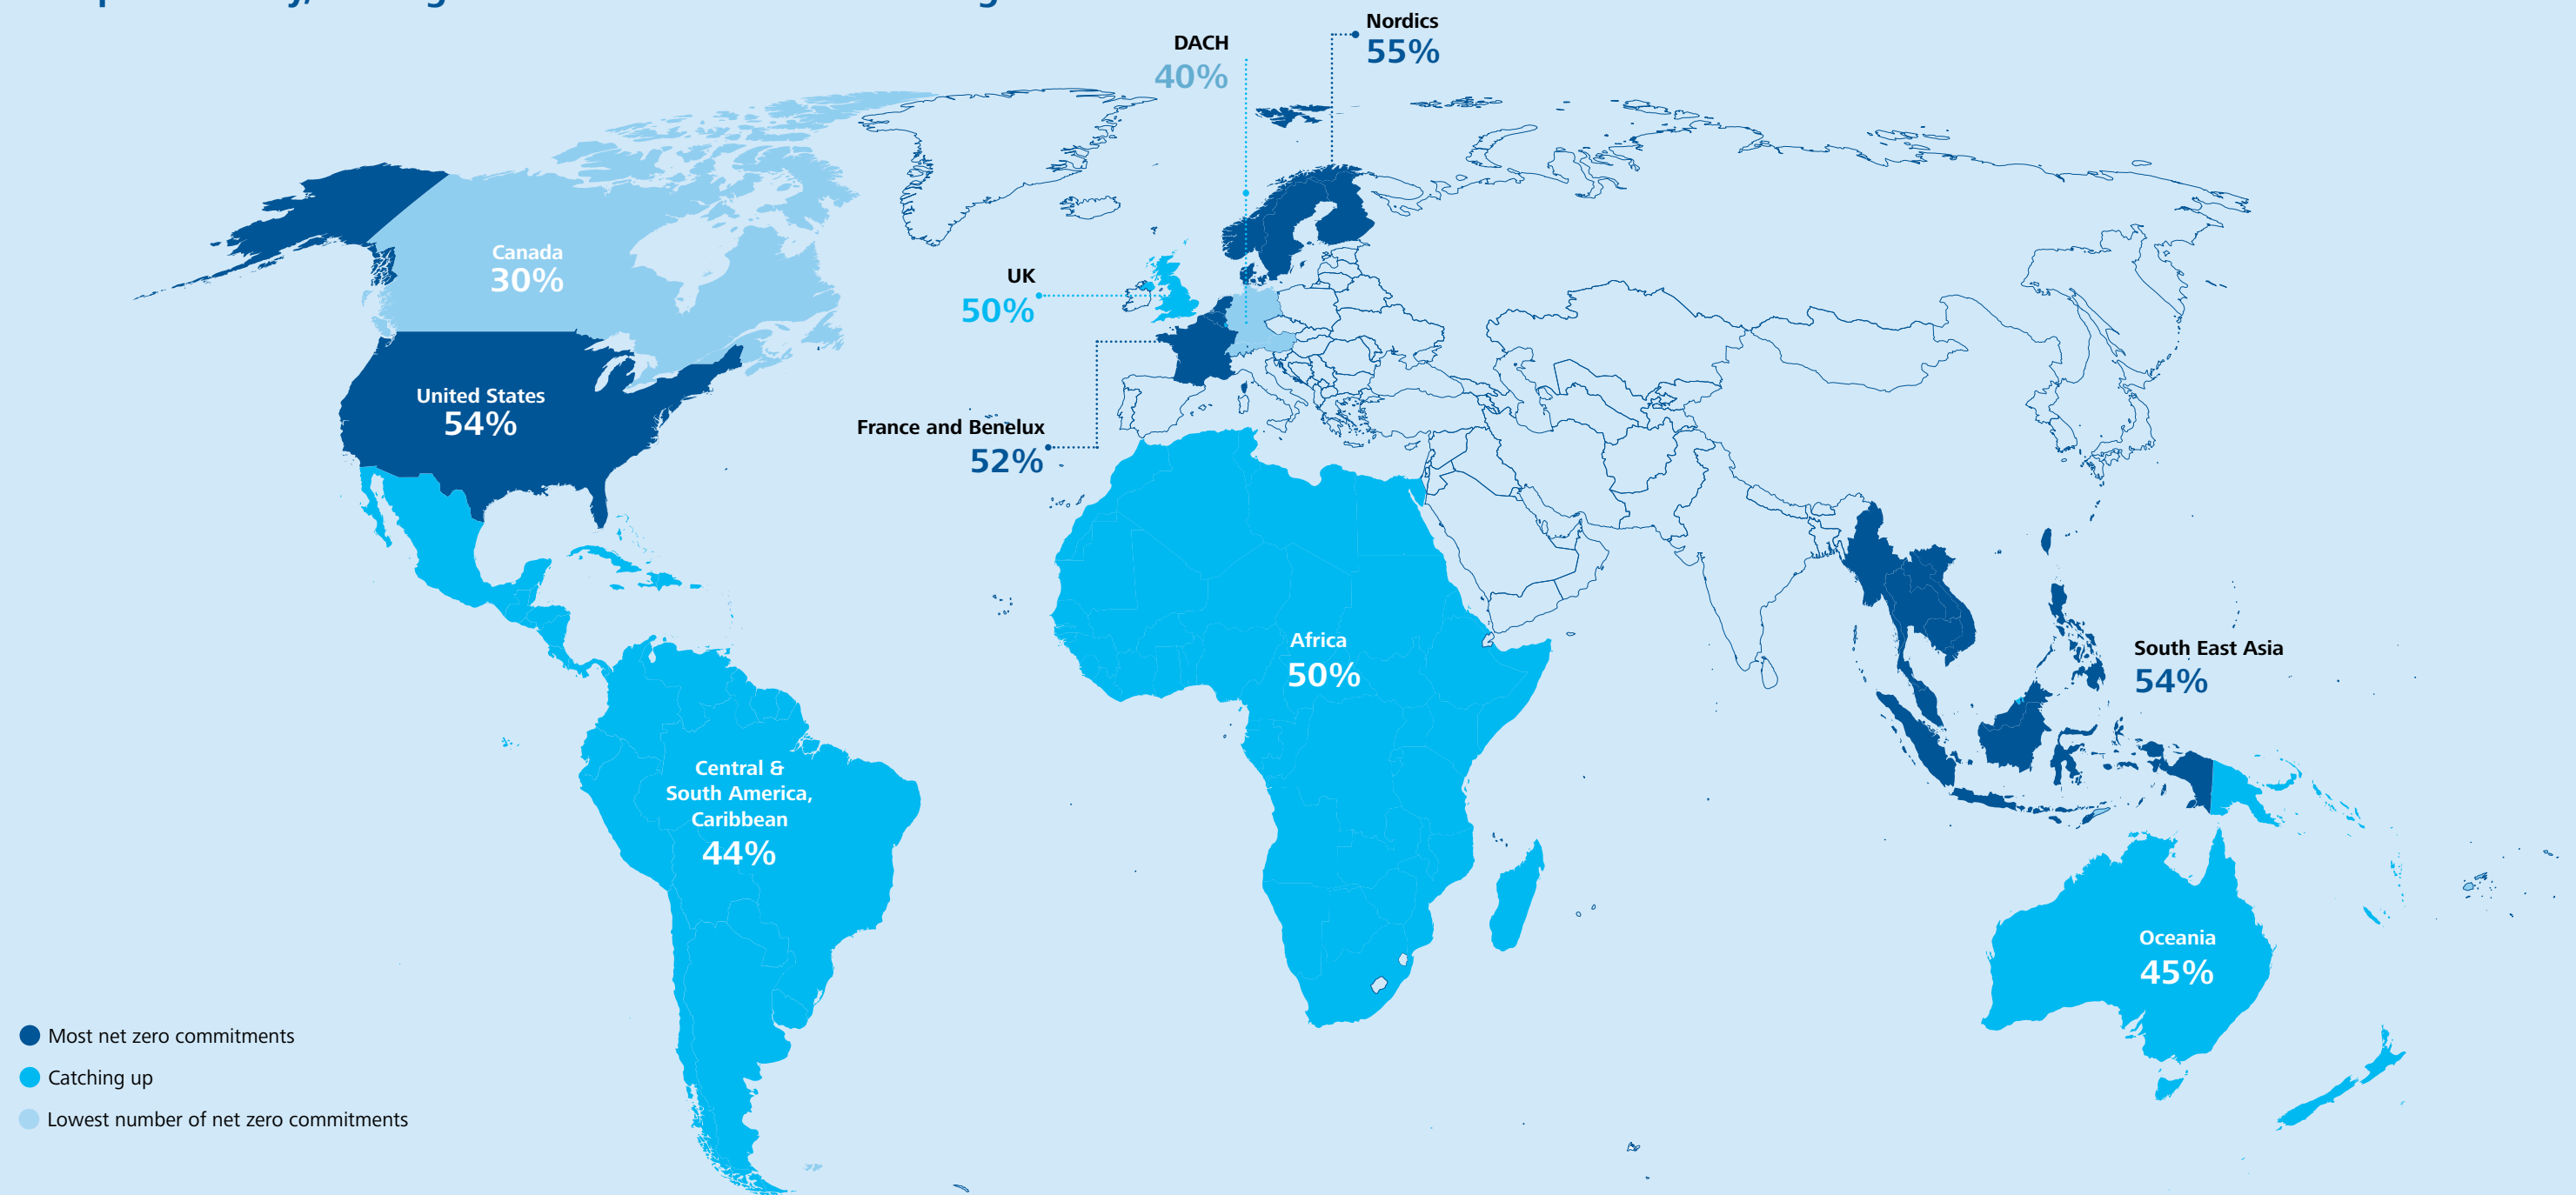 Nordics
55%
DACH
40%
Canada
30%
UK
50%
United States
54%
France and Benelux
52%
Africa
50%
South East Asia
54%
Central &
South America,
Caribbean
44%
Oceania
45%
Most net zero commitments
Catching up
Lowest number of net zero commitments